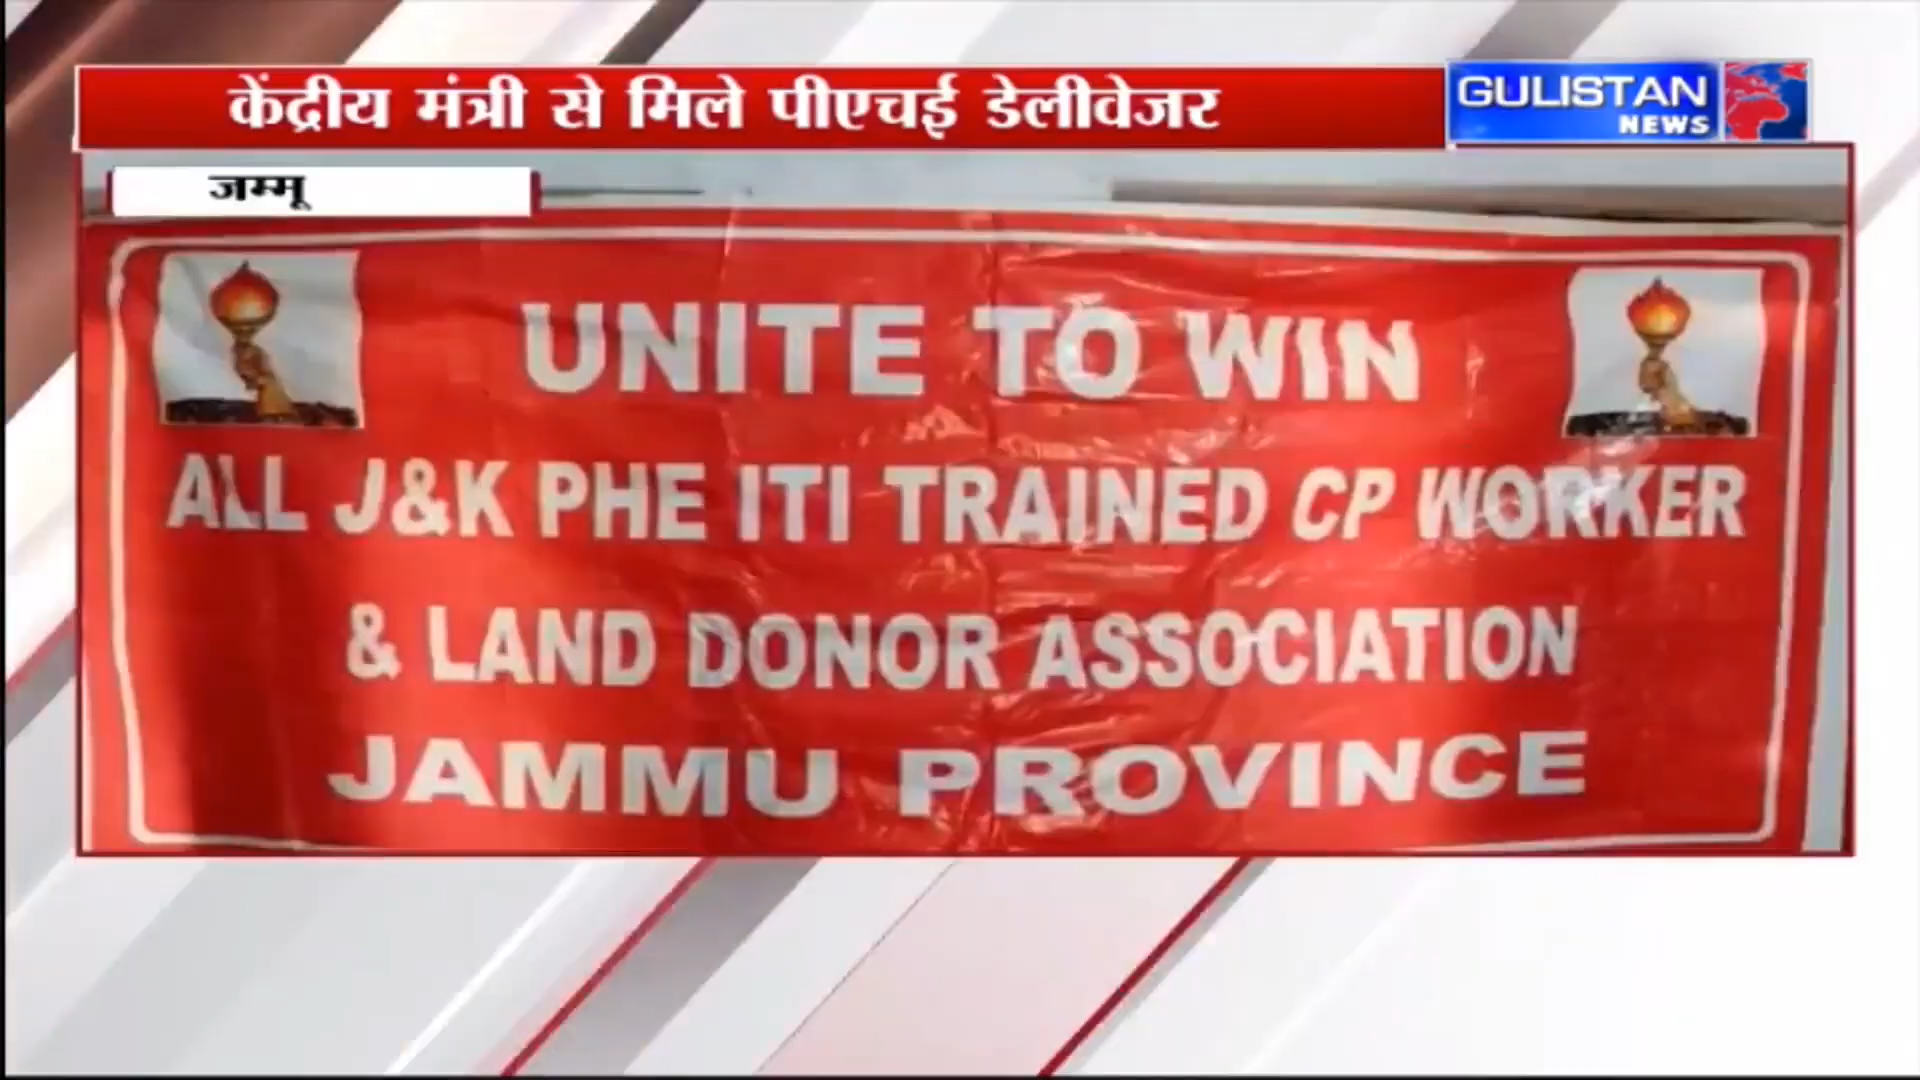 केंद्रीय मंत्री से मिले पीएचई डेलीवेजर
GULISTAN
NEWS
जम्मू
UNITE TO WIN
ALL J&K PHE ITI TRAINED CP WORKER
& LAND DONOR ASSOCIATION
JAMMU PROVINCE